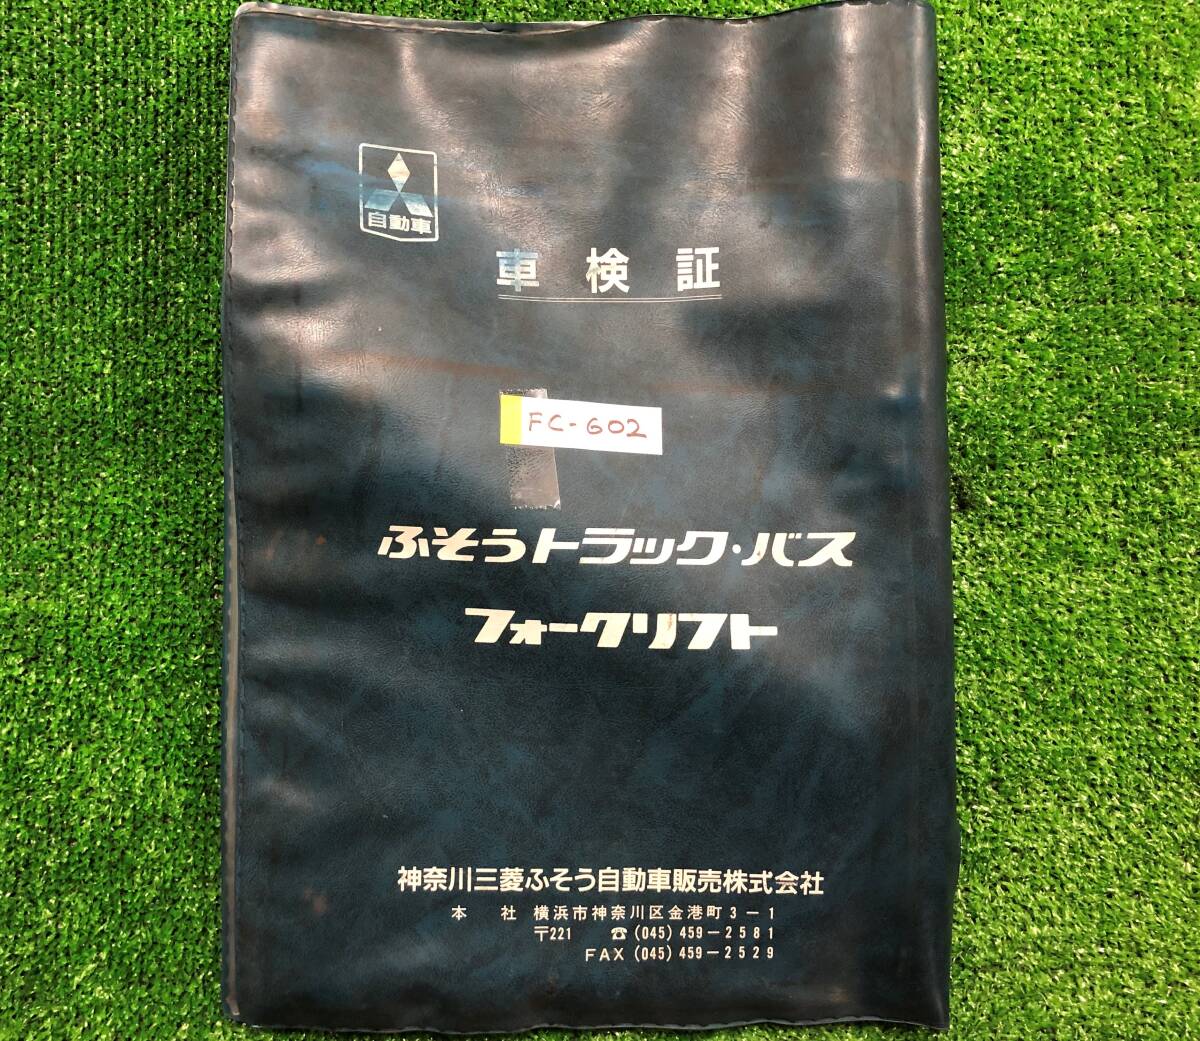 自動車
車検証
FC-602
ふそうトラック・バス
フォークリフト
神奈川三菱ふそう自動車販売株式会社
本 社 横浜市神奈川区金港町3-1
〒221 ☎ (045) 459-2581
FAX (045) 459-2529